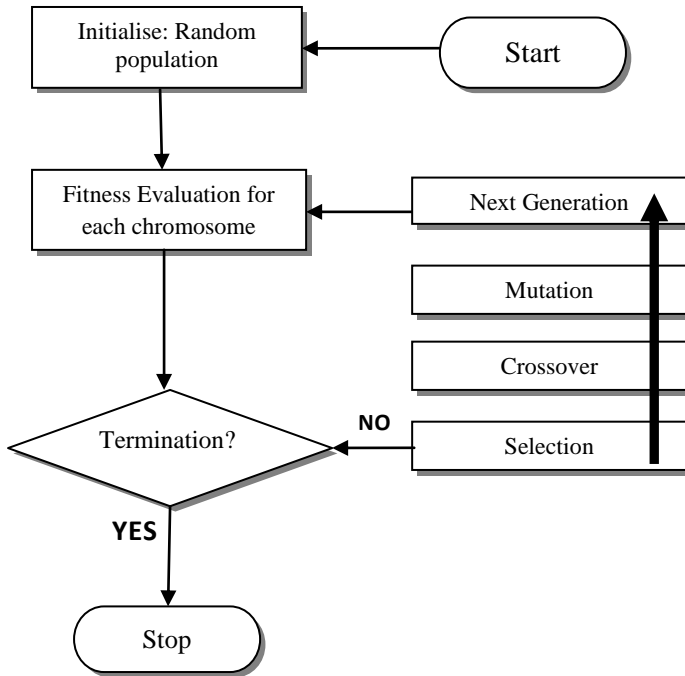 Start
Initialise: Random
population
Fitness Evaluation for
each chromosome
Next Generation
Mutation
Crossover
Selection
NO
Termination?
YES
Stop